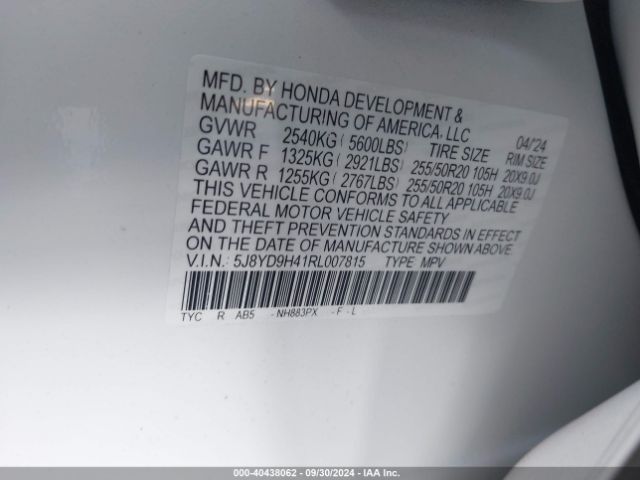 MFD. BY HONDA DEVELOPMENT &
MANUFACTURING OF AMERICA, LLC 04/24
GVWR 2540KG (5600LBS) TIRE SIZE RIM SIZE
GAWR F 1325KG (2921LBS) 255/50R20 105H 20X9.0J
GAWR R 1255KG (2767LBS) 255/50R20 105H 20X9.0J
THIS VEHICLE CONFORMS TO ALL APPLICABLE
FEDERAL MOTOR VEHICLE SAFETY
AND THEFT PREVENTION STANDARDS IN EFFECT
ON THE DATE OF MANUFACTURE SHOWN ABOVE.
V.I.N.: 5J8YD9H41RL007815 TYPE MPV
TYC R AB5 -NH883PX -F -L
000-40438062 - 09/30/2024 - IAA Inc.